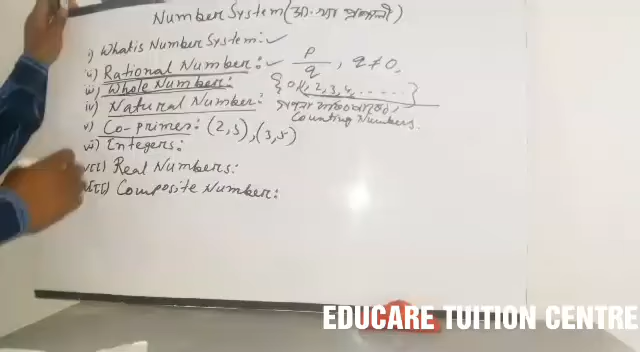 Number System (সংখ্যা প্রণালী)
i) What is Number System: ✓
ii) Rational Number: ✓ p/q, q ≠ 0,
iii) Whole Number: {0, 1, 2, 3, 4, ......}
iv) Natural Number:
Counting Numbers.
v) Co-primes: (2,5), (3,5)
vi) Integers:
vii) Real Numbers:
viii) Composite Number:
EDUCARE TUITION CENTRE